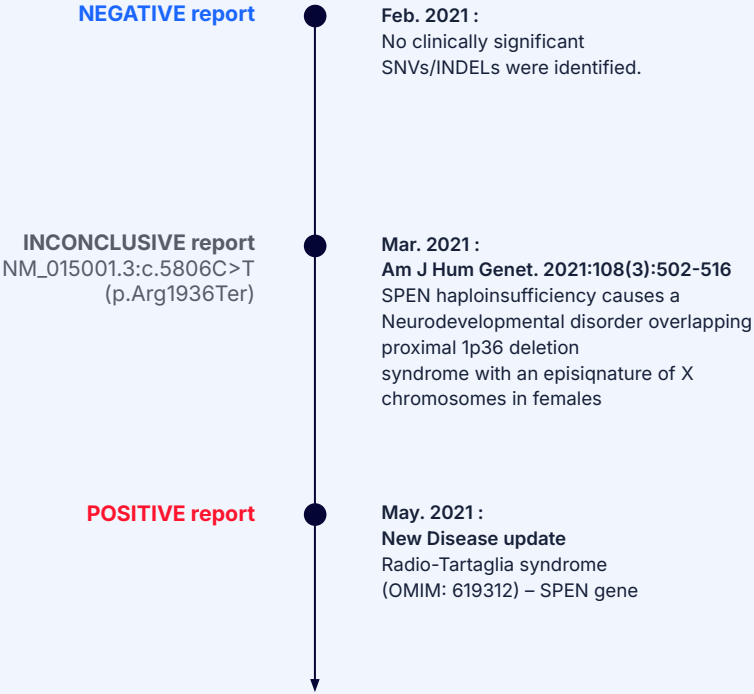 NEGATIVE report
Feb. 2021 :
No clinically significant
SNVs/INDELs were identified.
INCONCLUSIVE report
NM_015001.3:c.5806C>T
(p.Arg1936Ter)
Mar. 2021 :
Am J Hum Genet. 2021:108(3):502-516
SPEN haploinsufficiency causes a
Neurodevelopmental disorder overlapping
proximal 1p36 deletion
syndrome with an episiqnature of X
chromosomes in females
POSITIVE report
May. 2021 :
New Disease update
Radio-Tartaglia syndrome
(OMIM: 619312) – SPEN gene